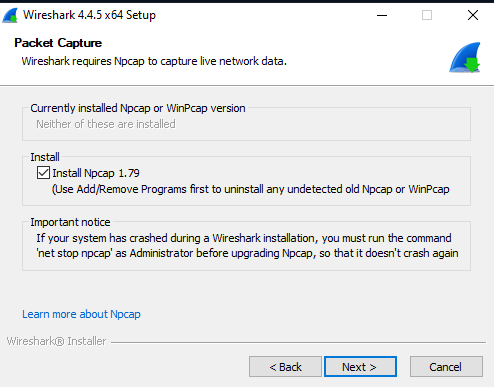 Wireshark 4.4.5 x64 Setup
Packet Capture
Wireshark requires Npcap to capture live network data.
Currently installed Npcap or WinPcap version
Neither of these are installed
Install
Install Npcap 1.79
(Use Add/Remove Programs first to uninstall any undetected old Npcap or WinPcap
Important notice
If your system has crashed during a Wireshark installation, you must run the command
'net stop npcap' as Administrator before upgrading Npcap, so that it doesn't crash again
Learn more about Npcap
Wireshark® Installer
< Back
Next >
Cancel